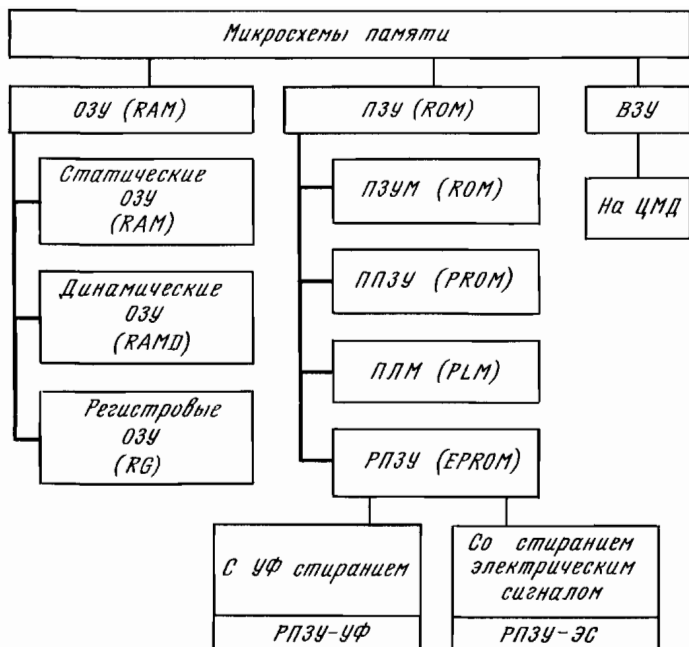 Микросхемы памяти
ОЗУ (RAM)
ПЗУ (ROM)
ВЗУ
Статические
ОЗУ
(RAM)
Динамические
ОЗУ
(RAMD)
Регистровые
ОЗУ
(RG)
ПЗУМ (ROM)
ППЗУ (PROM)
ПЛМ (PLM)
РПЗУ (EPROM)
На ЦМД
С УФ стиранием
РПЗУ-УФ
Со стиранием
электрическим
сигналом
РПЗУ-ЭС